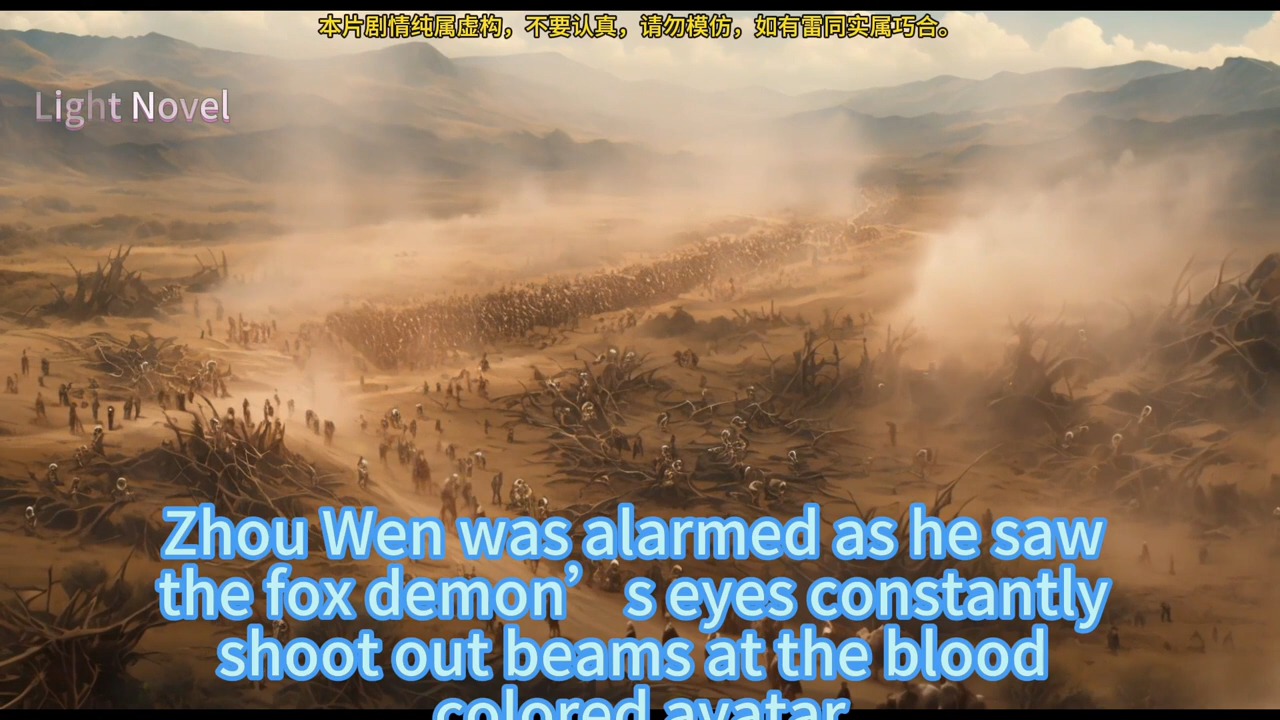 本片剧情纯属虚构，不要认真，请勿模仿，如有雷同实属巧合。
Light Novel
Zhou Wen was alarmed as he saw
the fox demon’s eyes constantly
shoot out beams at the blood
colored avatar